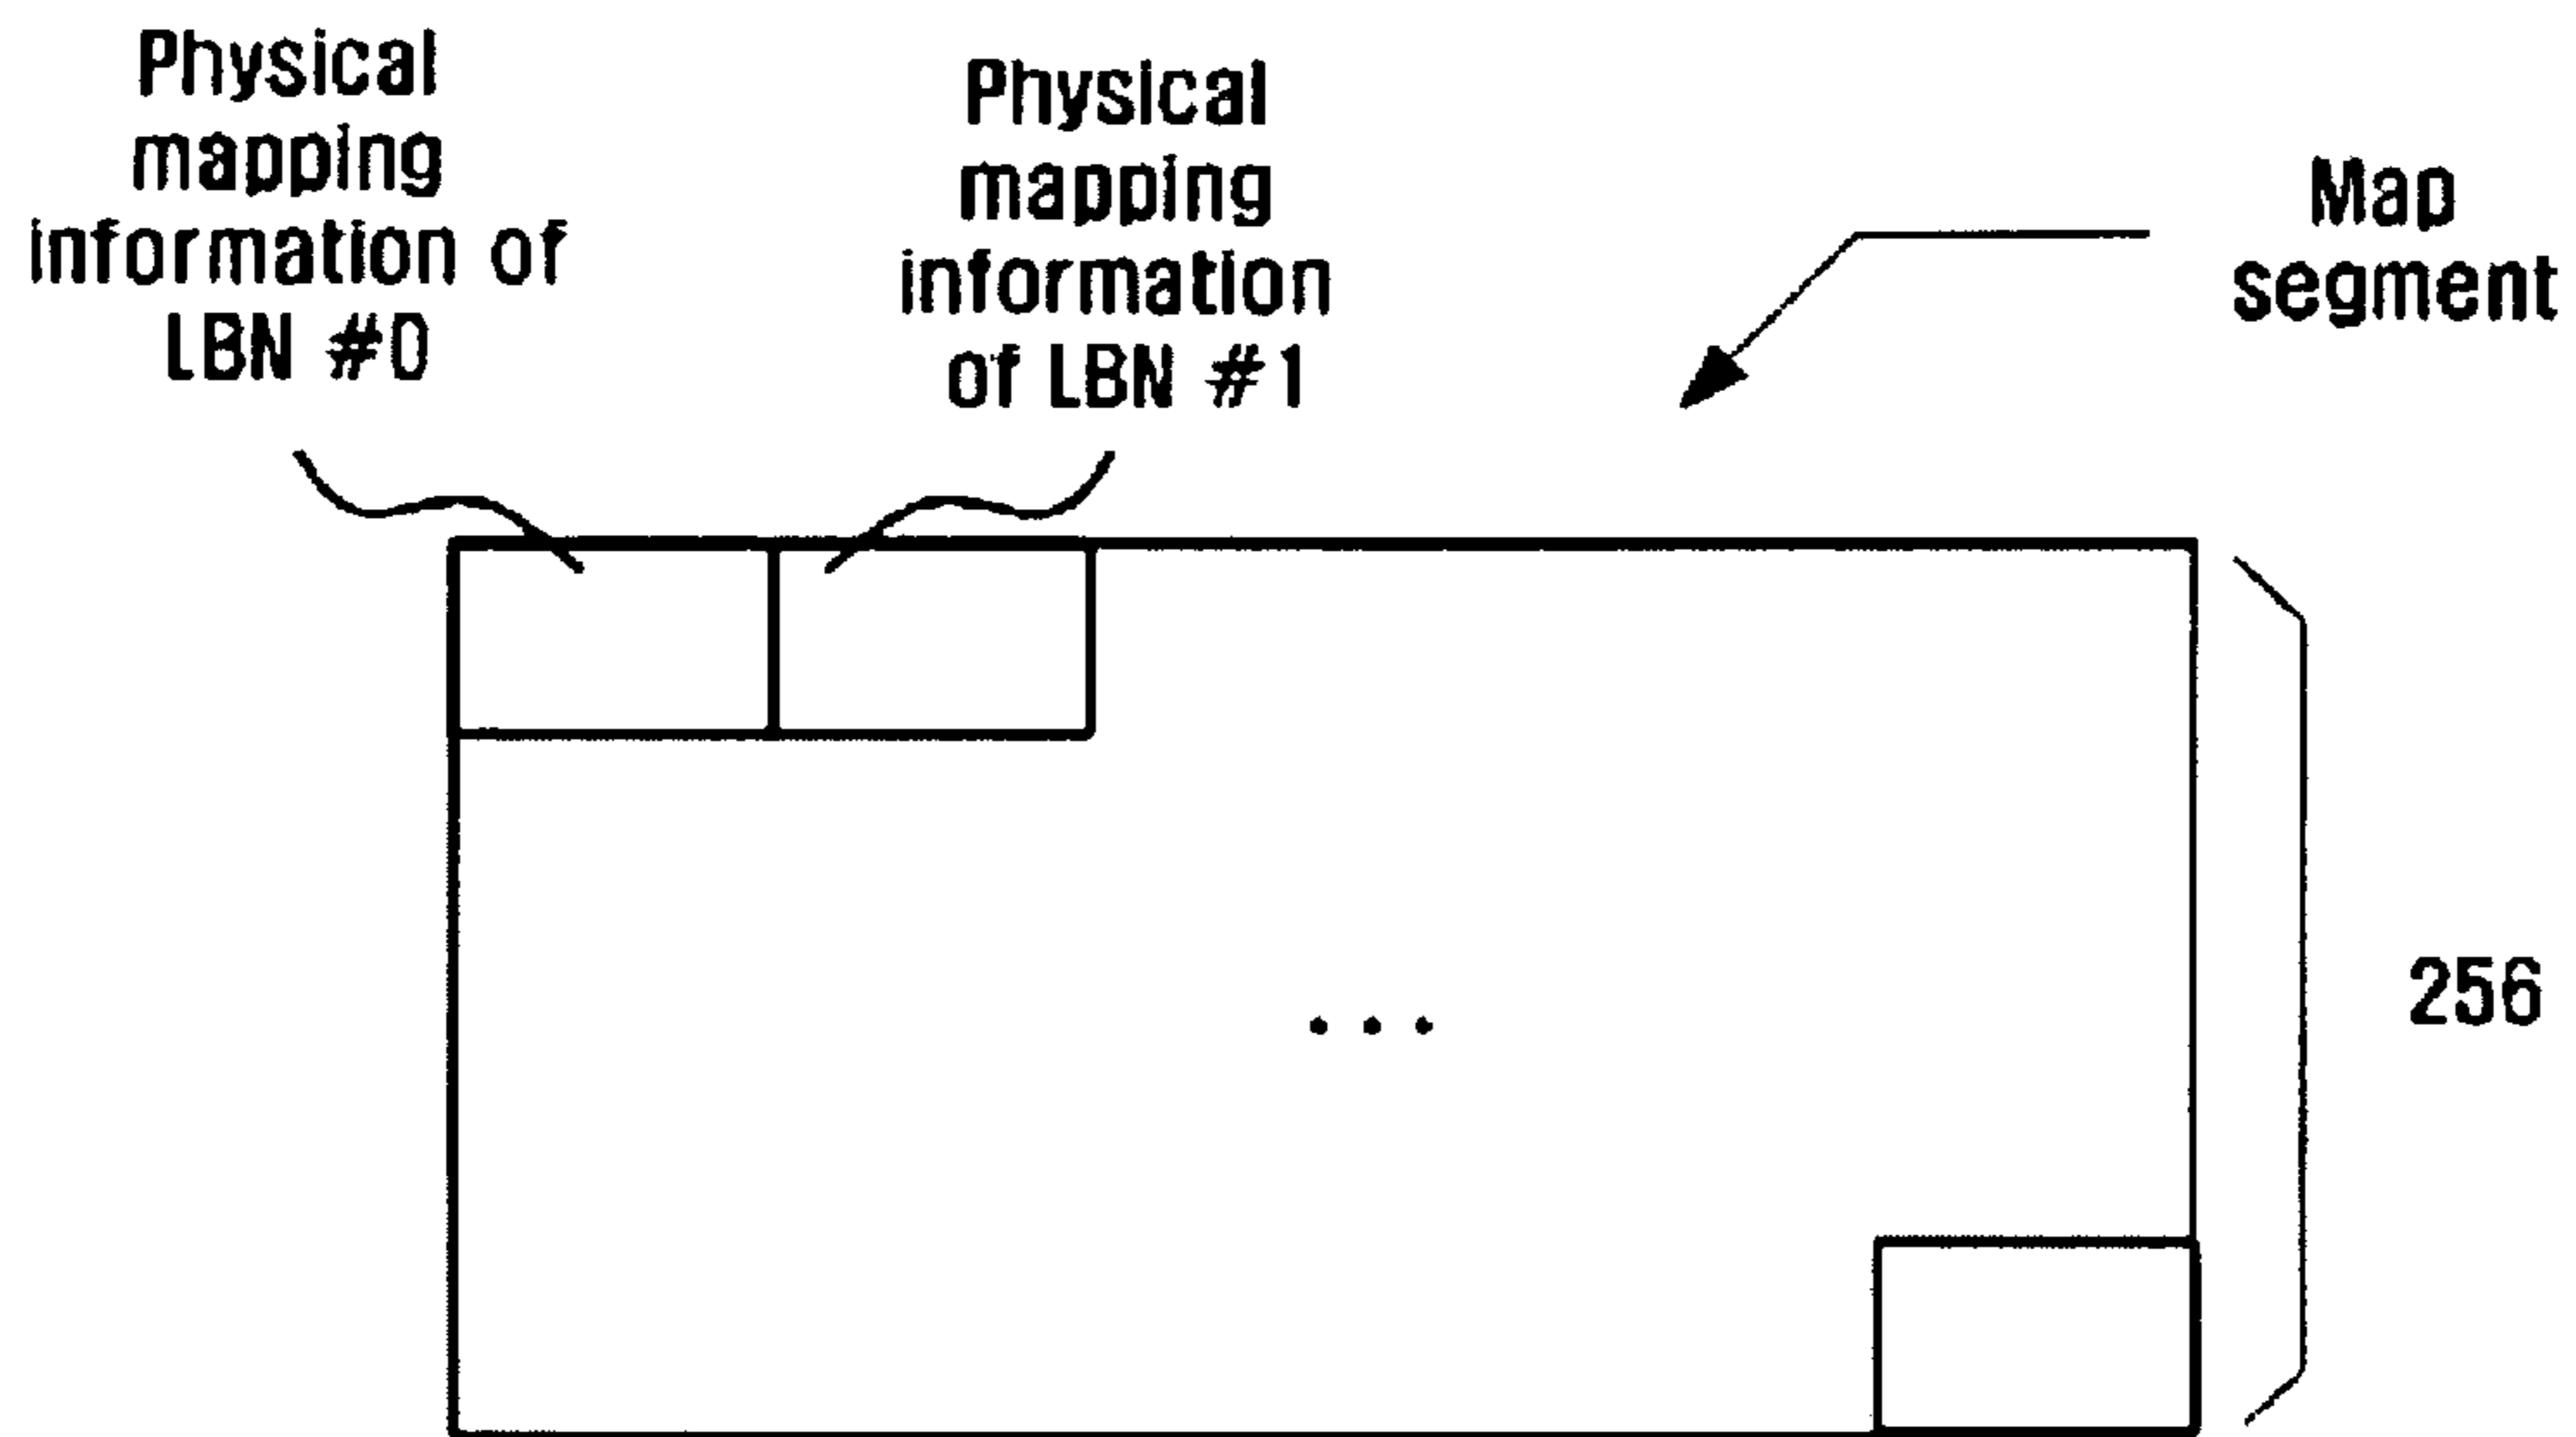 Physical
mapping
information of
LBN #0
Physical
mapping
information
of LBN #1
Map
segment
...
256